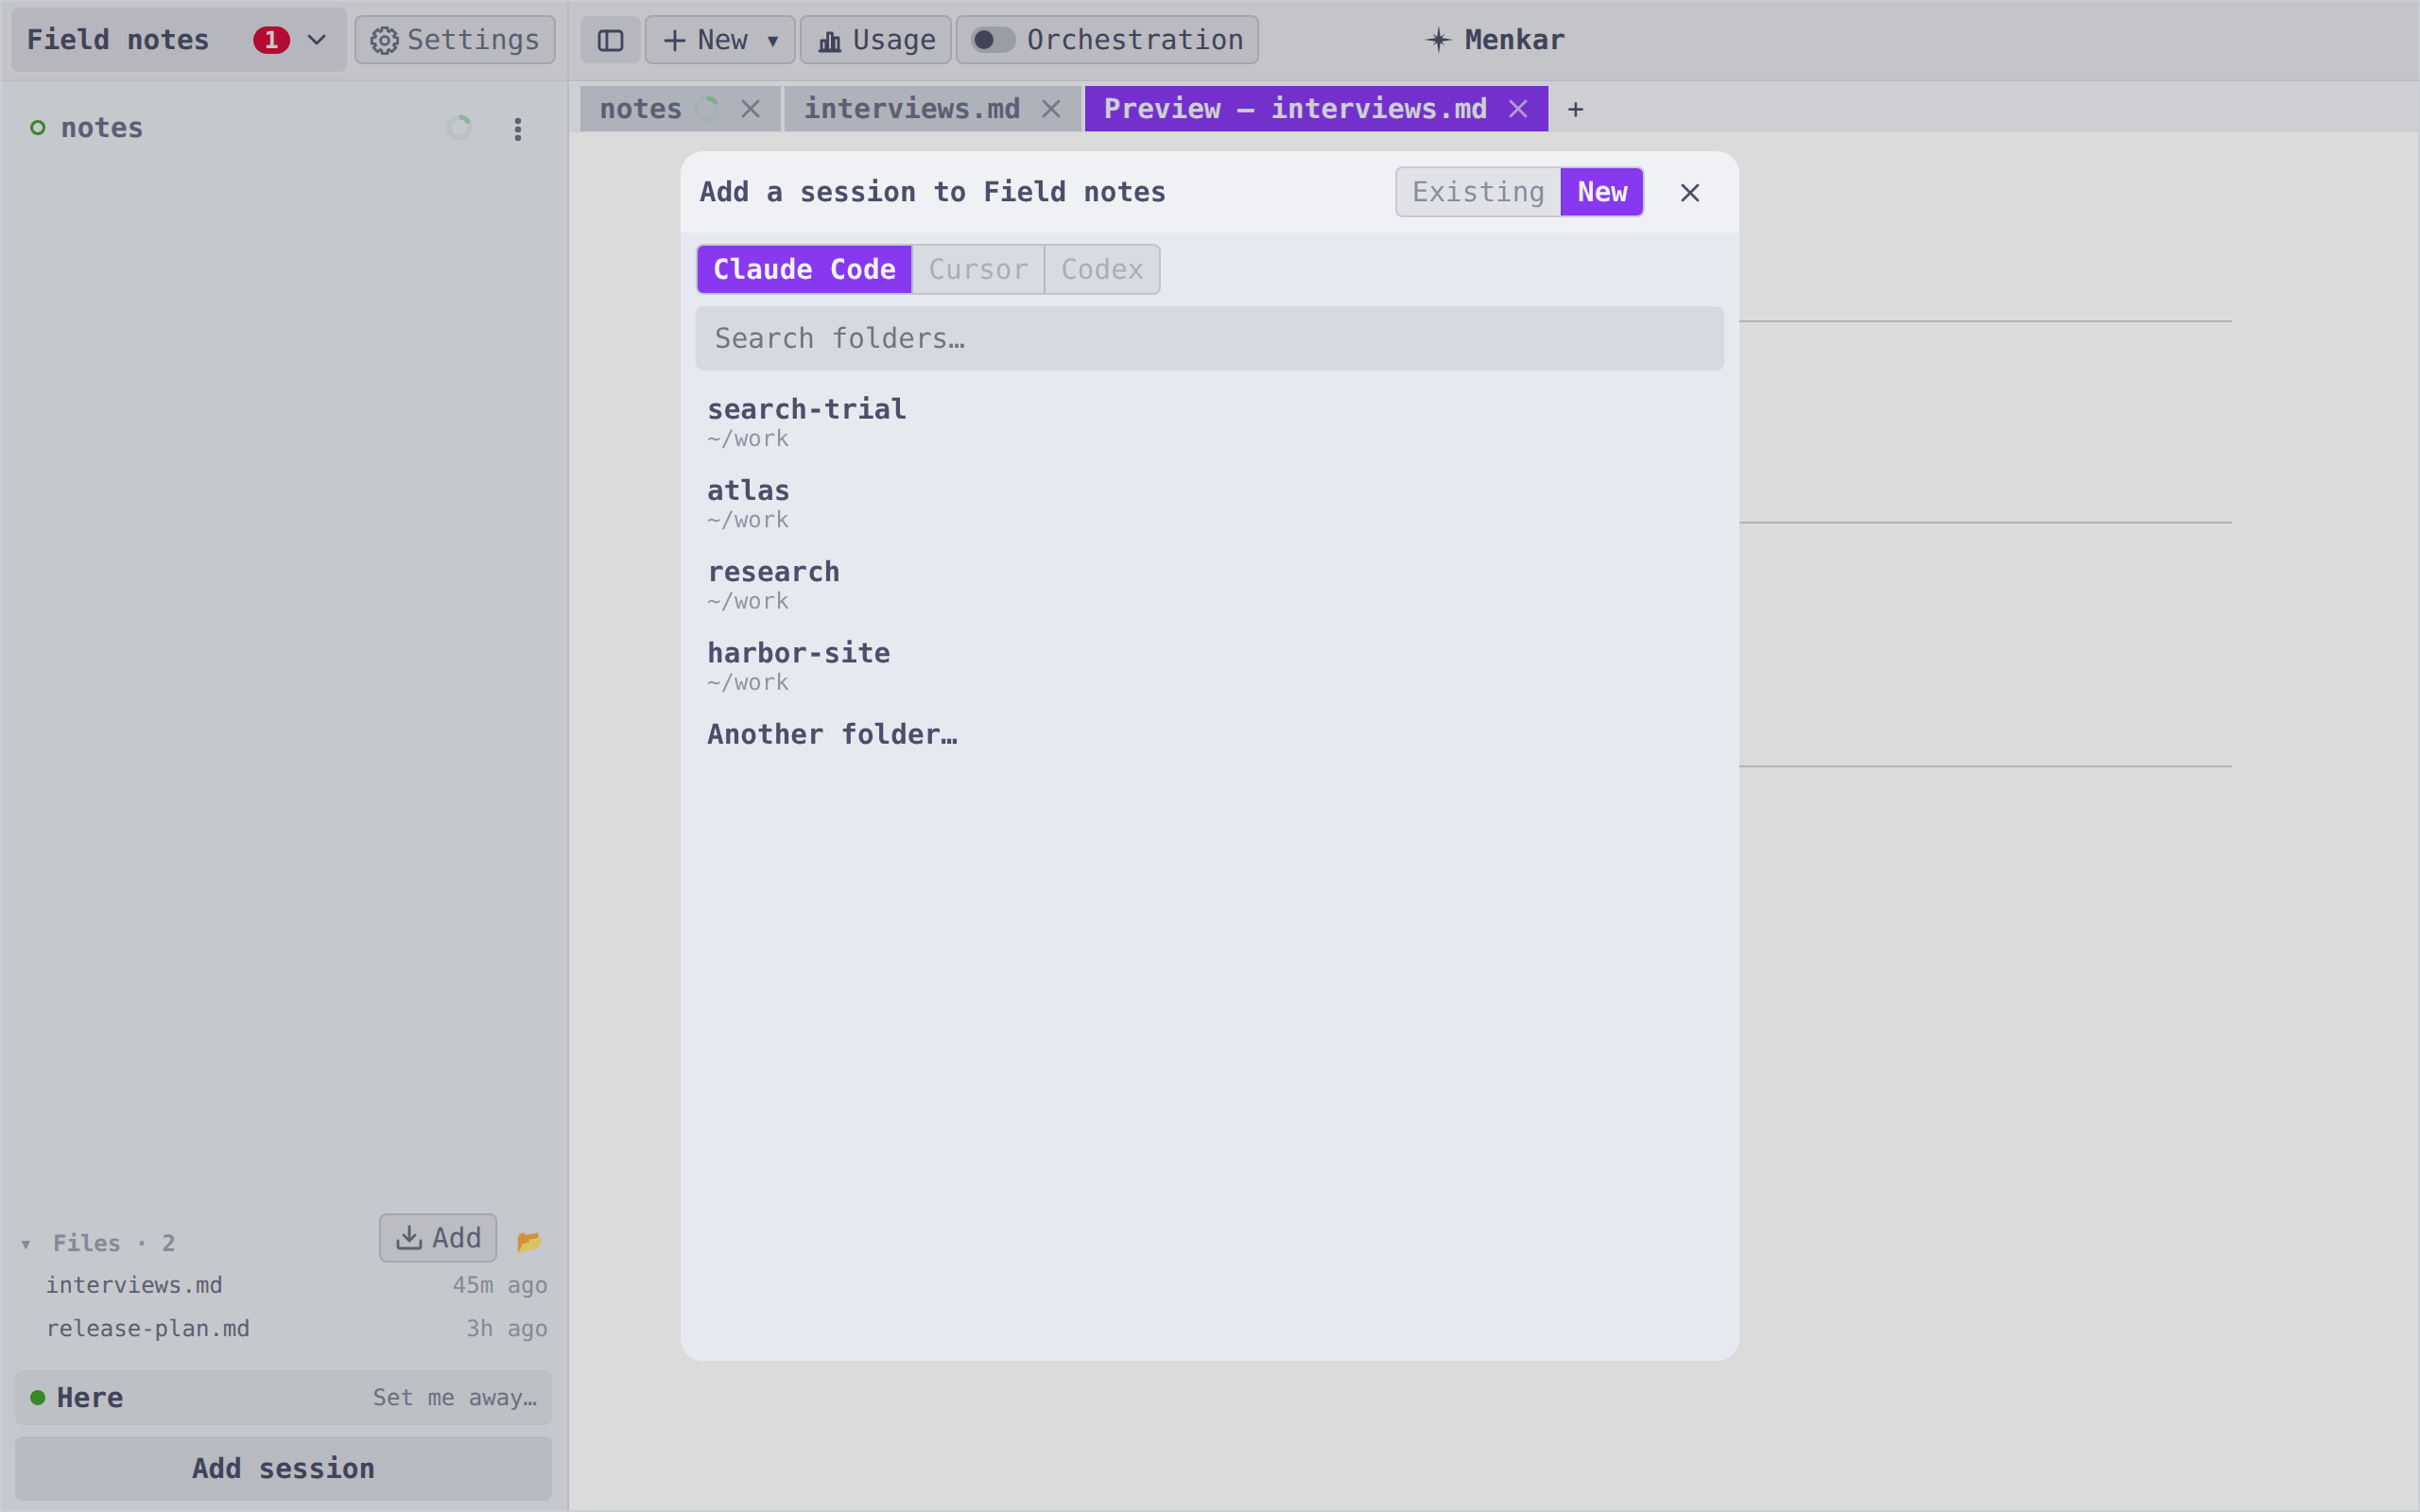 Field notes 1
Settings
New ▾
Usage
Orchestration
Menkar
notes
notes
interviews.md
Preview — interviews.md
+
Add a session to Field notes
Existing
New
Claude Code
Cursor
Codex
Search folders…
search-trial
~/work
atlas
~/work
research
~/work
harbor-site
~/work
Another folder…
▾ Files · 2
Add
interviews.md 45m ago
release-plan.md 3h ago
Here Set me away…
Add session